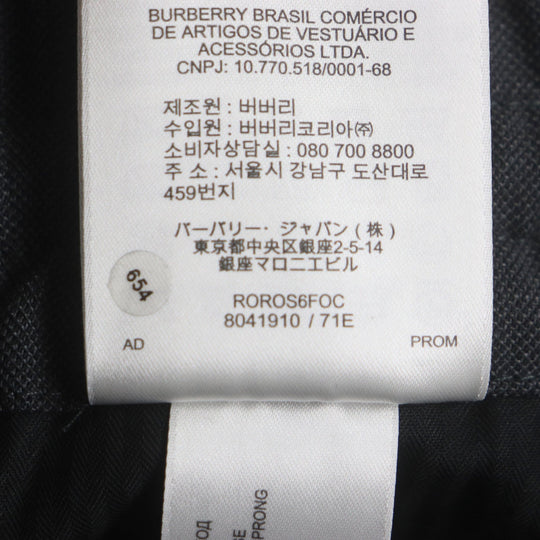 BURBERRY BRASIL COMÉRCIO
DE ARTIGOS DE VESTUÁRIO E
ACESSÓRIOS LTDA.
CNPJ: 10.770.518/0001-68
제조원 : 버버리
수입원 : 버버리코리아㈜
소비자상담실 : 080 700 8800
주 소 : 서울시 강남구 도산대로
459번지
バーバリー・ジャパン(株)
東京都中央区銀座2-5-14
銀座マロニエビル
654
ROROS6FOC
8041910 / 71E
AD
PROM